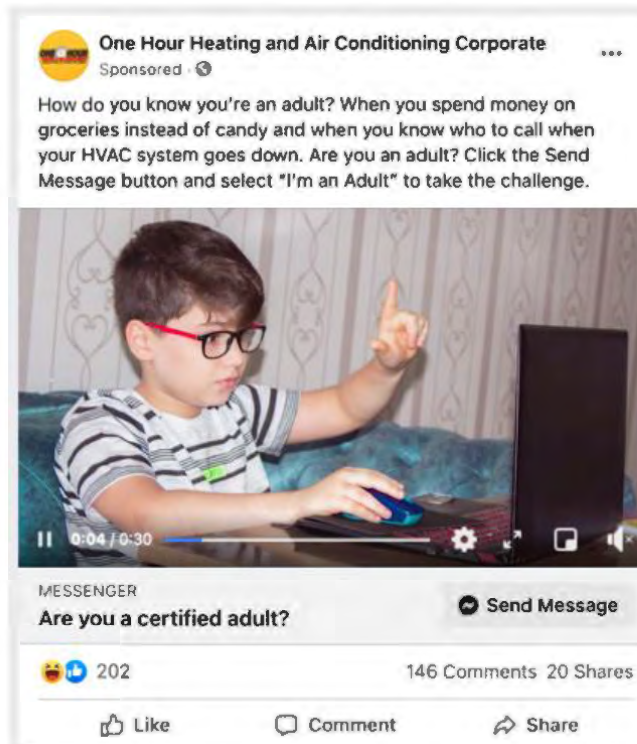 One Hour Heating and Air Conditioning Corporate
Sponsored ·
How do you know you're an adult? When you spend money on
groceries instead of candy and when you know who to call when
your HVAC system goes down. Are you an adult? Click the Send
Message button and select "I'm an Adult" to take the challenge.
0:04 / 0:30
MESSENGER
Are you a certified adult?
Send Message
202
146 Comments 20 Shares
Like Comment Share